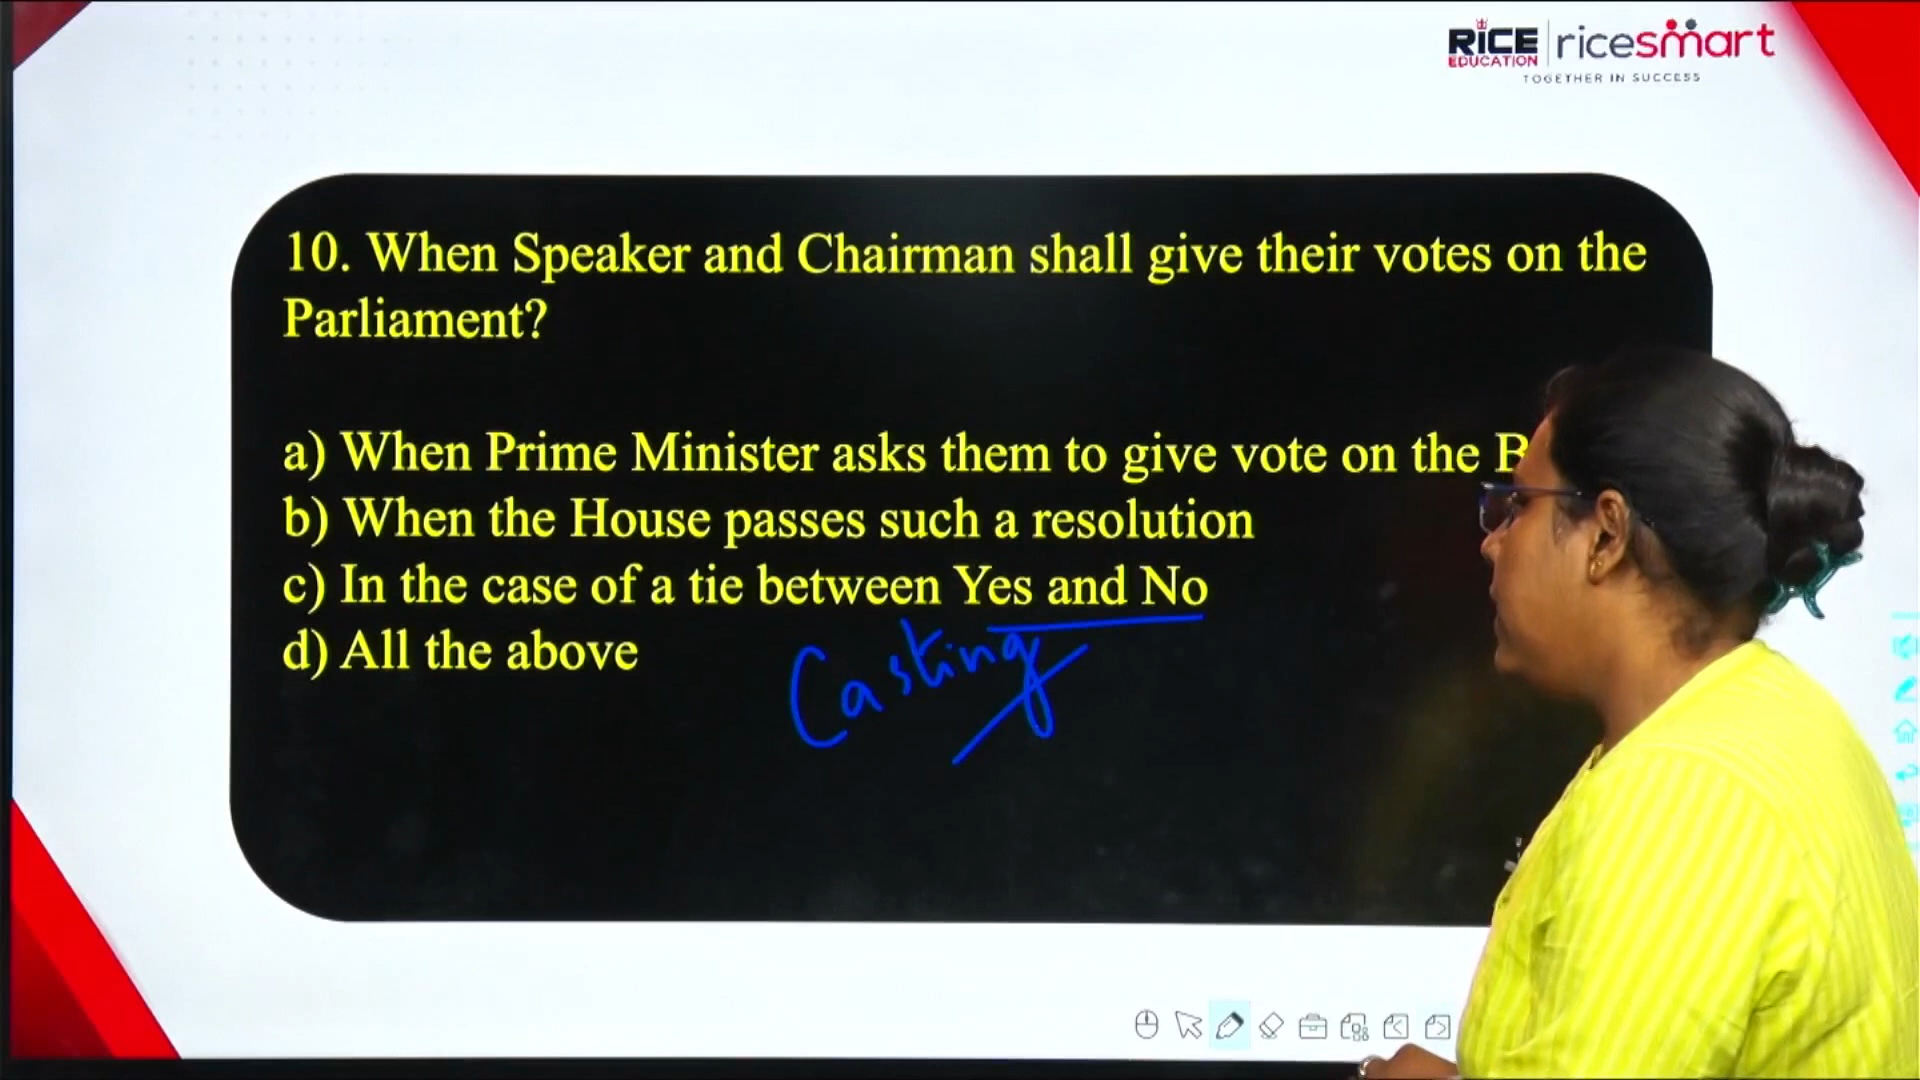 RICE
EDUCATION
ricesmart
TOGETHER IN SUCCESS
10. When Speaker and Chairman shall give their votes on the
Parliament?
a) When Prime Minister asks them to give vote on the B
b) When the House passes such a resolution
c) In the case of a tie between Yes and No
d) All the above
Casting